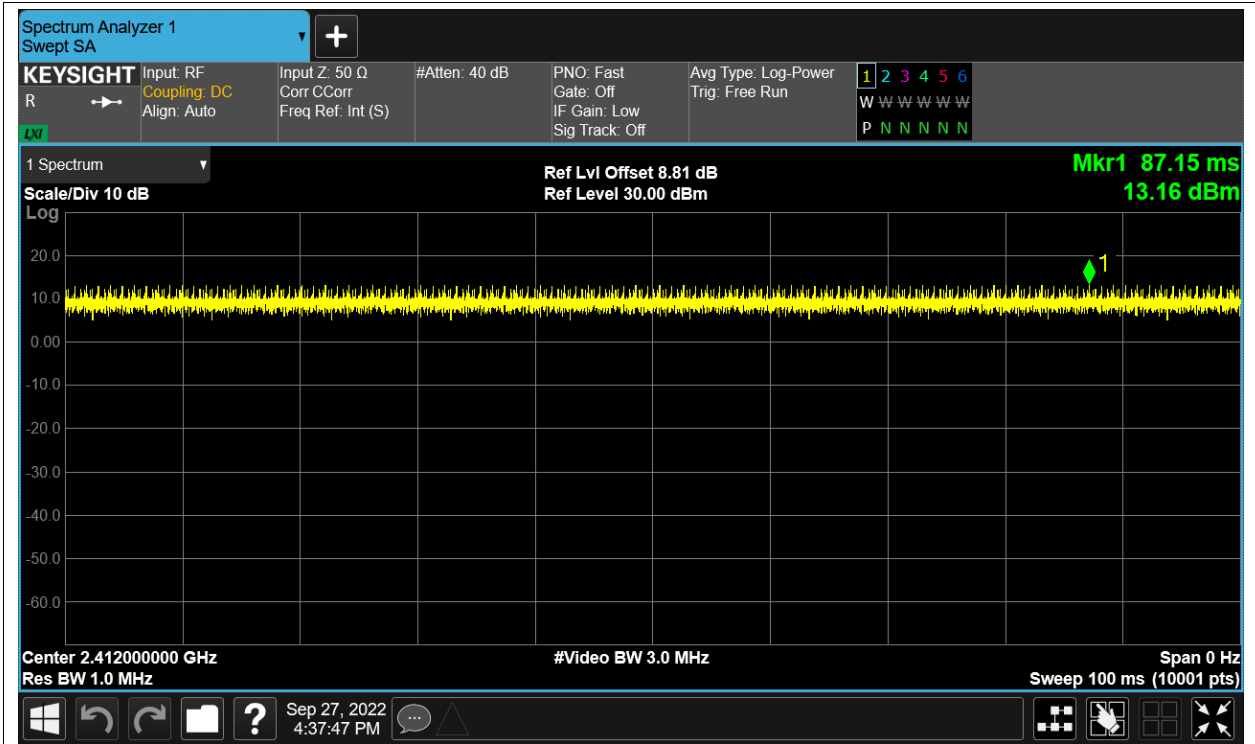 Spectrum Analyzer 1
Swept SA
KEYSIGHT
R
LXI
Input: RF
Coupling: DC
Align: Auto
Input Z: 50 Ω
Corr CCorr
Freq Ref: Int (S)
#Atten: 40 dB
PNO: Fast
Gate: Off
IF Gain: Low
Sig Track: Off
Avg Type: Log-Power
Trig: Free Run
1 2 3 4 5 6
W W W W W W
P N N N N N
1 Spectrum
Scale/Div 10 dB
Ref Lvl Offset 8.81 dB
Ref Level 30.00 dBm
Mkr1 87.15 ms
13.16 dBm
Log
20.0
10.0
0.00
-10.0
-20.0
-30.0
-40.0
-50.0
-60.0
1
Center 2.412000000 GHz
Res BW 1.0 MHz
#Video BW 3.0 MHz
Span 0 Hz
Sweep 100 ms (10001 pts)
?
Sep 27, 2022
4:37:47 PM